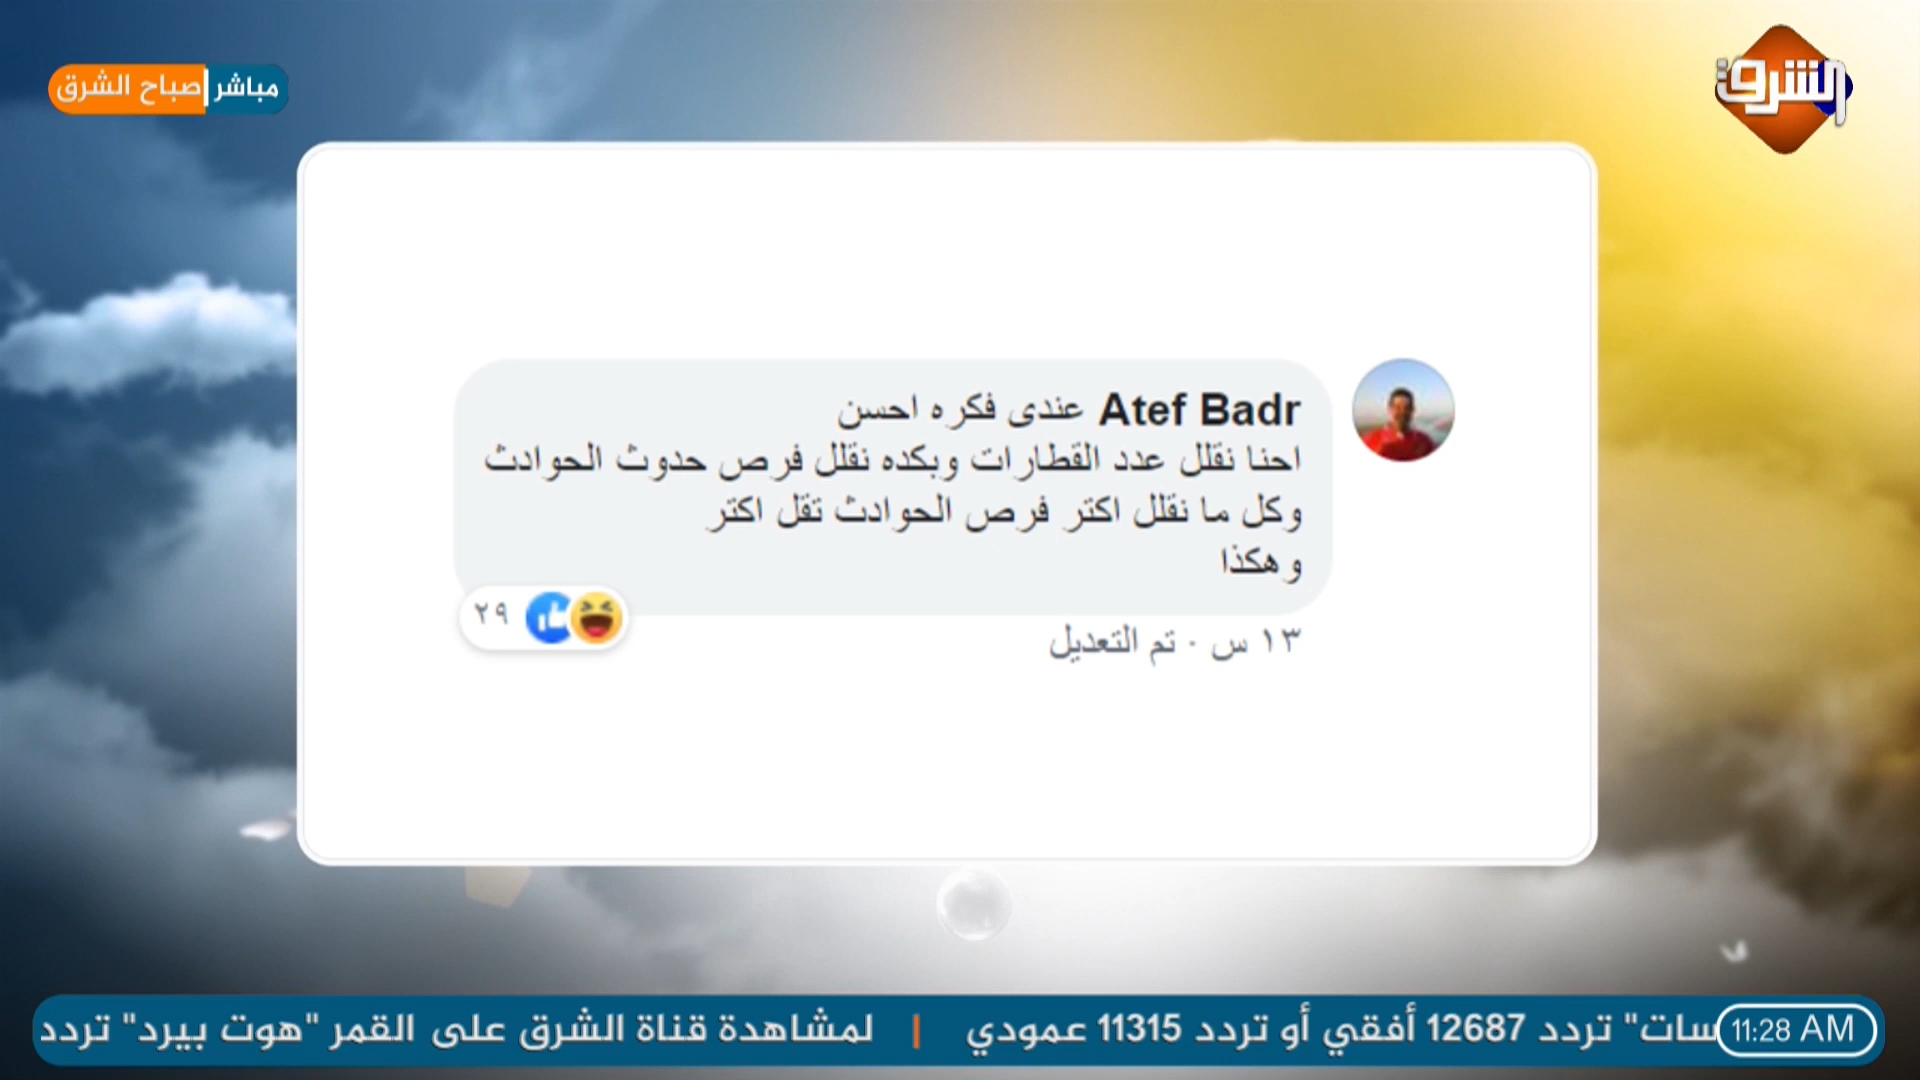 مباشر صباح الشرق
الشرق
Atef Badr عندى فكره احسن
احنا نقلل عدد القطارات وبكده نقلل فرص حدوث الحوادث
وكل ما نقلل اكتر فرص الحوادث تقل اكتر
وهكذا
٢٩
١٣ س · تم التعديل
سات" تردد 12687 أفقي أو تردد 11315 عمودي | لمشاهدة قناة الشرق على القمر "هوت بيرد" تردد
11:28 AM